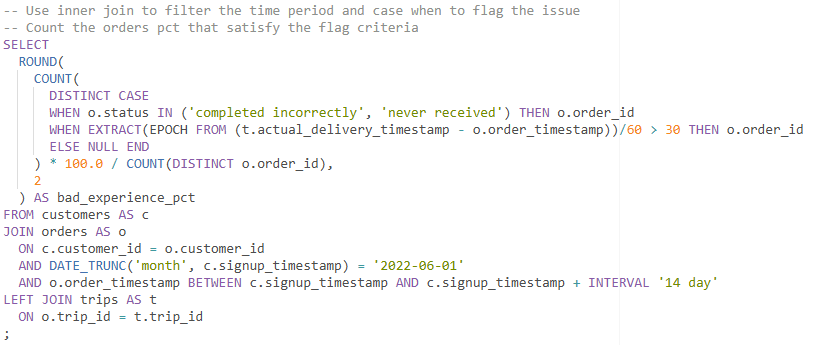 -- Use inner join to filter the time period and case when to flag the issue
-- Count the orders pct that satisfy the flag criteria
SELECT
  ROUND(
    COUNT(
      DISTINCT CASE
      WHEN o.status IN ('completed incorrectly', 'never received') THEN o.order_id
      WHEN EXTRACT(EPOCH FROM (t.actual_delivery_timestamp - o.order_timestamp))/60 > 30 THEN o.order_id
      ELSE NULL END
    ) * 100.0 / COUNT(DISTINCT o.order_id),
    2
  ) AS bad_experience_pct
FROM customers AS c
JOIN orders AS o
  ON c.customer_id = o.customer_id
  AND DATE_TRUNC('month', c.signup_timestamp) = '2022-06-01'
  AND o.order_timestamp BETWEEN c.signup_timestamp AND c.signup_timestamp + INTERVAL '14 day'
LEFT JOIN trips AS t
  ON o.trip_id = t.trip_id
;